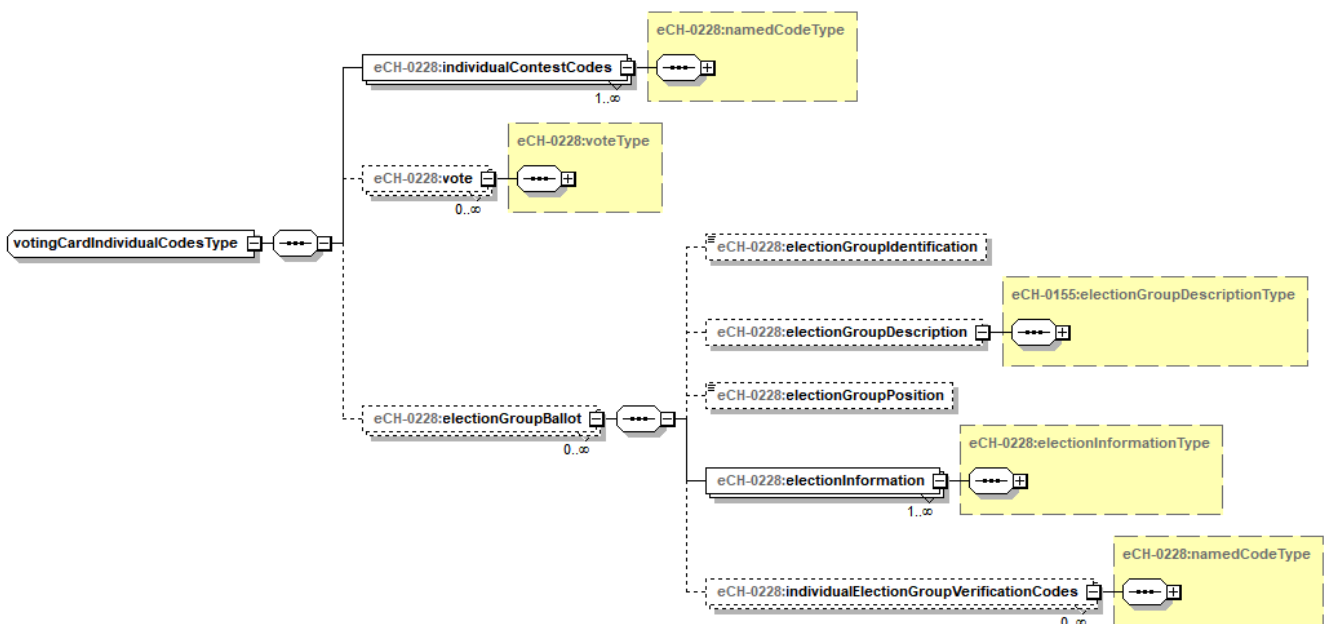 eCH-0228:namedCodeType
eCH-0228:individualContestCodes
1..∞
eCH-0228:voteType
eCH-0228:vote
0..∞
votingCardIndividualCodesType
eCH-0228:electionGroupIdentification
eCH-0155:electionGroupDescriptionType
eCH-0228:electionGroupDescription
eCH-0228:electionGroupPosition
eCH-0228:electionGroupBallot
0..∞
eCH-0228:electionInformationType
eCH-0228:electionInformation
1..∞
eCH-0228:namedCodeType
eCH-0228:individualElectionGroupVerificationCodes
0..∞